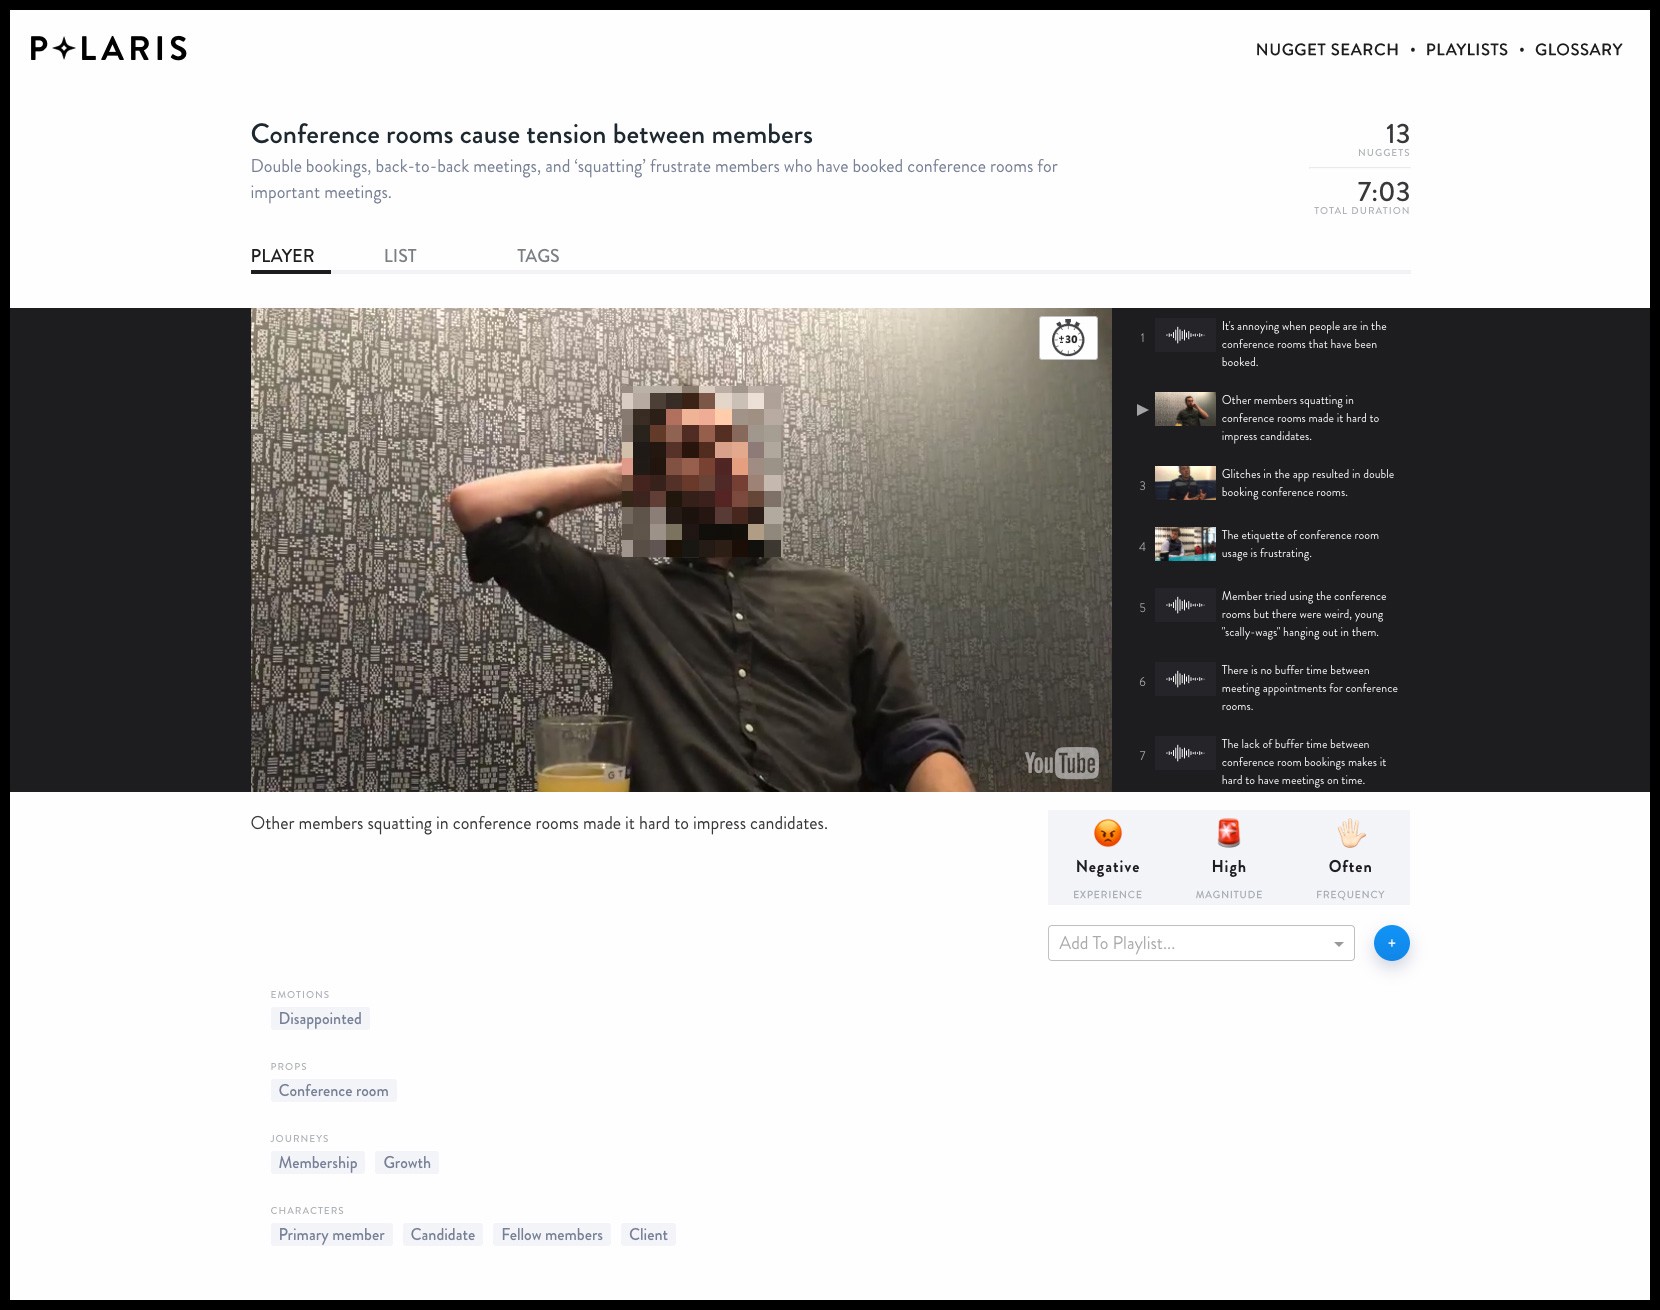 P✦LARIS
NUGGET SEARCH • PLAYLISTS • GLOSSARY
Conference rooms cause tension between members
Double bookings, back-to-back meetings, and ‘squatting’ frustrate members who have booked conference rooms for
important meetings.
13
NUGGETS
7:03
TOTAL DURATION
PLAYER
LIST
TAGS
±30
YouTube
1
It's annoying when people are in the
conference rooms that have been
booked.
Other members squatting in
conference rooms made it hard to
impress candidates.
3
Glitches in the app resulted in double
booking conference rooms.
4
The etiquette of conference room
usage is frustrating.
5
Member tried using the conference
rooms but there were weird, young
"scally-wags" hanging out in them.
6
There is no buffer time between
meeting appointments for conference
rooms.
7
The lack of buffer time between
conference room bookings makes it
hard to have meetings on time.
Other members squatting in conference rooms made it hard to impress candidates.
Negative
EXPERIENCE
High
MAGNITUDE
Often
FREQUENCY
Add To Playlist...
+
EMOTIONS
Disappointed
PROPS
Conference room
JOURNEYS
Membership Growth
CHARACTERS
Primary member Candidate Fellow members Client